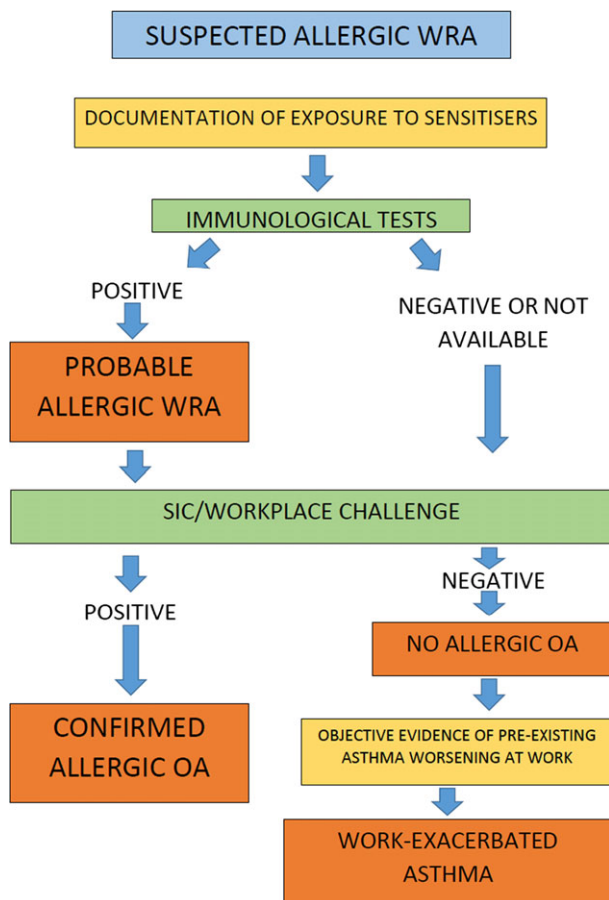 SUSPECTED ALLERGIC WRA
DOCUMENTATION OF EXPOSURE TO SENSITISERS
IMMUNOLOGICAL TESTS
POSITIVE
NEGATIVE OR NOT
AVAILABLE
PROBABLE
ALLERGIC WRA
SIC/WORKPLACE CHALLENGE
POSITIVE
NEGATIVE
NO ALLERGIC OA
CONFIRMED
ALLERGIC OA
OBJECTIVE EVIDENCE OF PRE-EXISTING
ASTHMA WORSENING AT WORK
WORK-EXACERBATED
ASTHMA